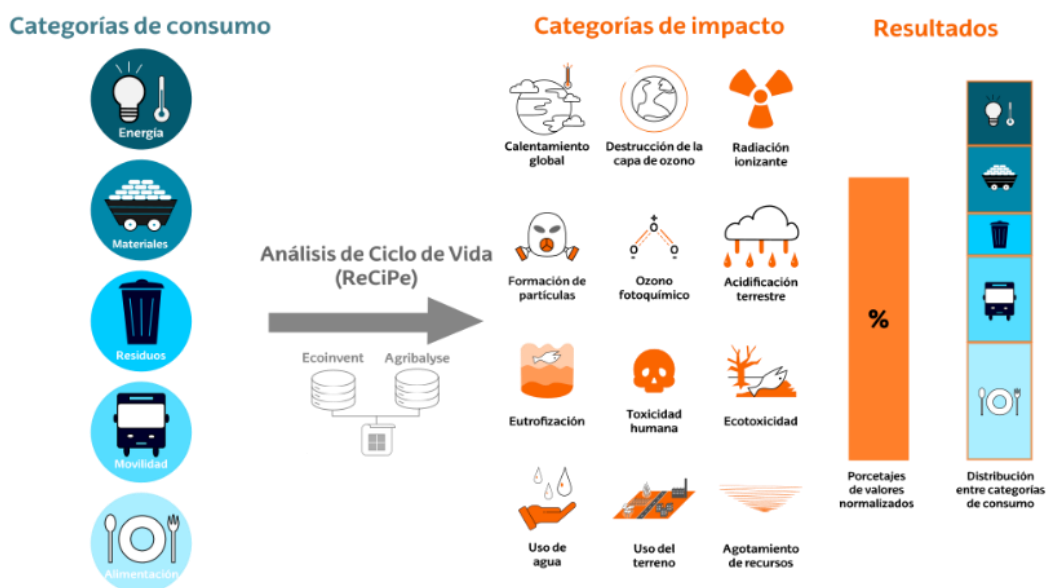 Categorías de consumo
Energía
Materiales
Residuos
Movilidad
Alimentación
Análisis de Ciclo de Vida
(ReCiPe)
Ecoinvent
Agribalyse
Categorías de impacto
Calentamiento
global
Destrucción de la
capa de ozono
Radiación
ionizante
Formación de
partículas
Ozono
fotoquímico
Acidificación
terrestre
Eutrofización
Toxicidad
humana
Ecotoxicidad
Uso de
agua
Uso del
terreno
Agotamiento
de recursos
Resultados
%
Porcetajes
de valores
normalizados
Distribución
entre categorías
de consumo